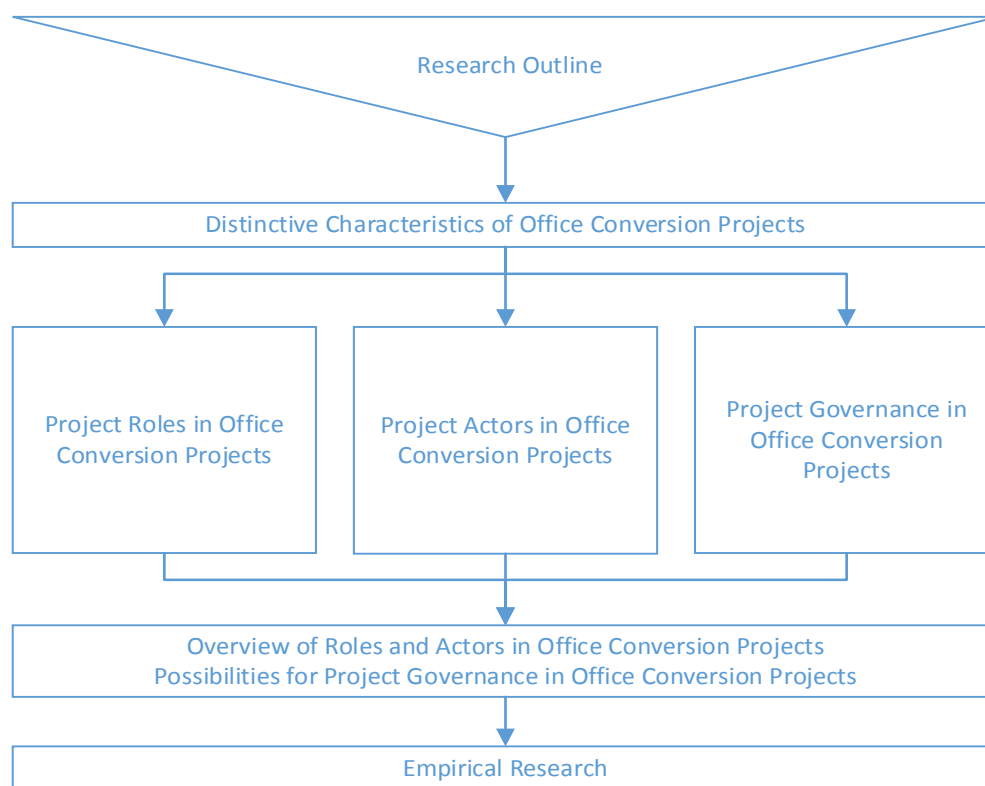 Research Outline
Distinctive Characteristics of Office Conversion Projects
Project Roles in Office
Conversion Projects
Project Actors in Office
Conversion Projects
Project Governance in
Office Conversion
Projects
Overview of Roles and Actors in Office Conversion Projects
Possibilities for Project Governance in Office Conversion Projects
Empirical Research